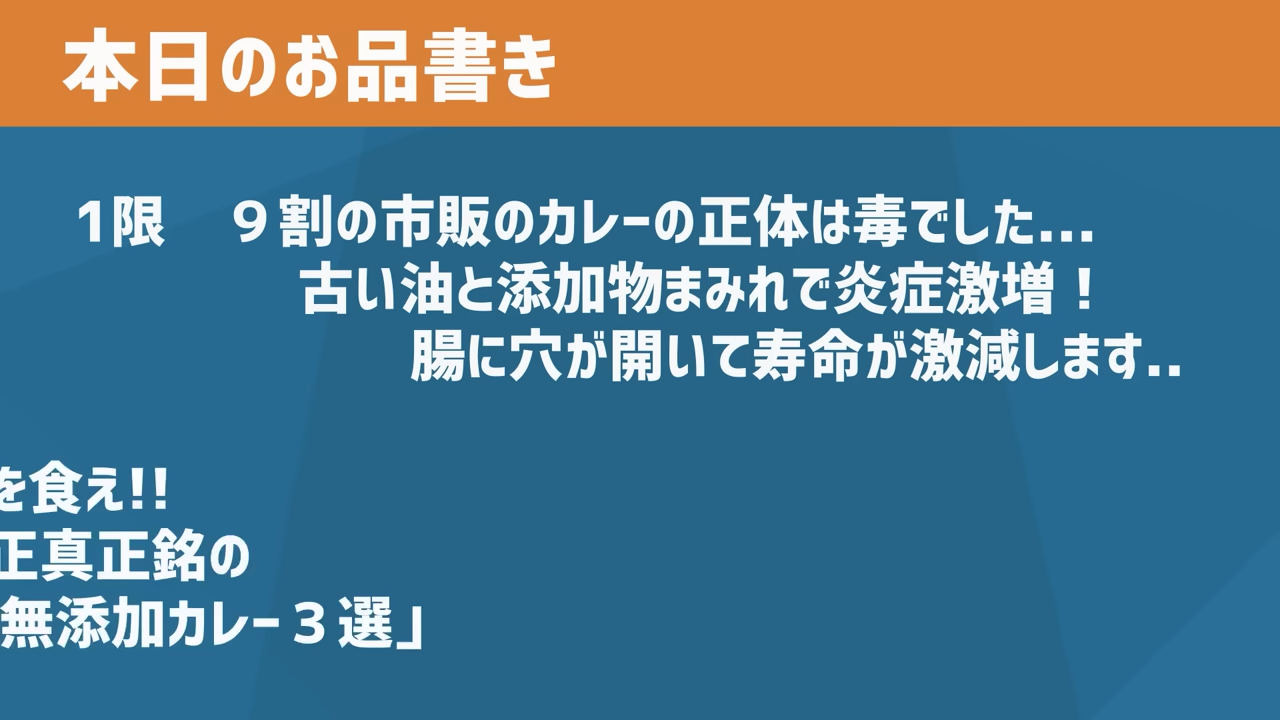 本日のお品書き
1限　９割の市販のカレーの正体は毒でした...
古い油と添加物まみれで炎症激増！
腸に穴が開いて寿命が激減します..
を食え!!
正真正銘の
無添加カレー３選」